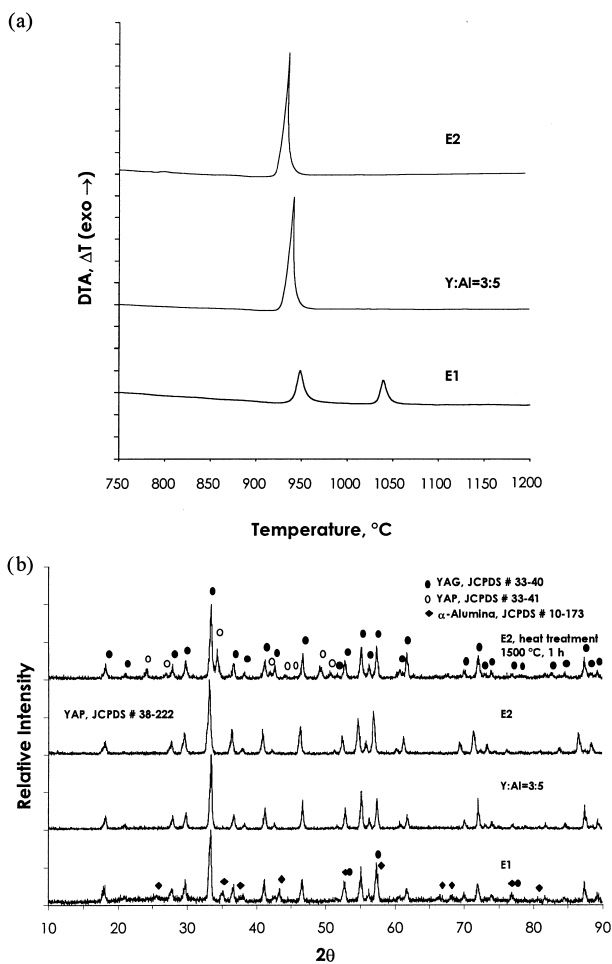 (a)
DTA, ΔT (exo →)
E2
Y:Al=3:5
E1
750 800 850 900 950 1000 1050 1100 1150 1200
Temperature, °C
(b)
Relative Intensity
YAG, JCPDS # 33-40
YAP, JCPDS # 33-41
α-Alumina, JCPDS # 10-173
E2, heat treatment
1500 °C, 1 h
YAP, JCPDS # 38-222
E2
Y:Al=3:5
E1
10 20 30 40 50 60 70 80 90
2θ